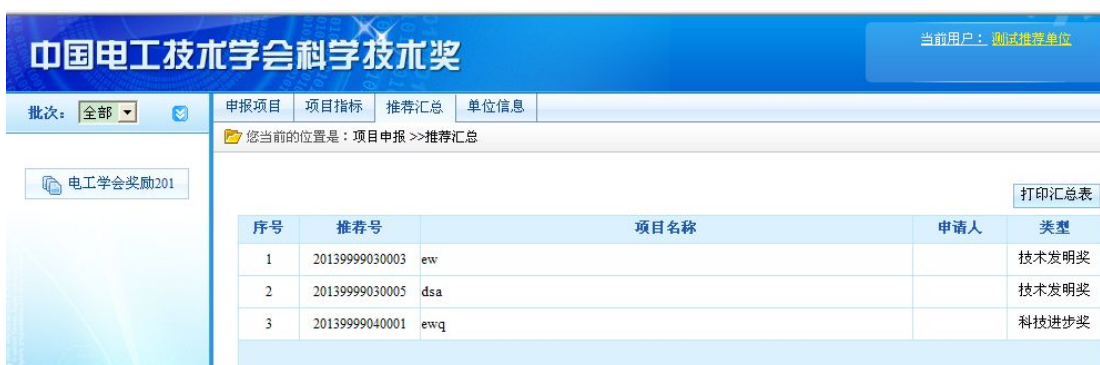 中国电工技术学会科学技术奖
当前用户： 测试推荐单位
批次： 全部
申报项目 项目指标 推荐汇总 单位信息
您当前的位置是：项目申报 >>推荐汇总
电工学会奖励201
打印汇总表
序号 推荐号 项目名称 申请人 类型
1 20139999030003 ew 技术发明奖
2 20139999030005 dsa 技术发明奖
3 20139999040001 ewq 科技进步奖